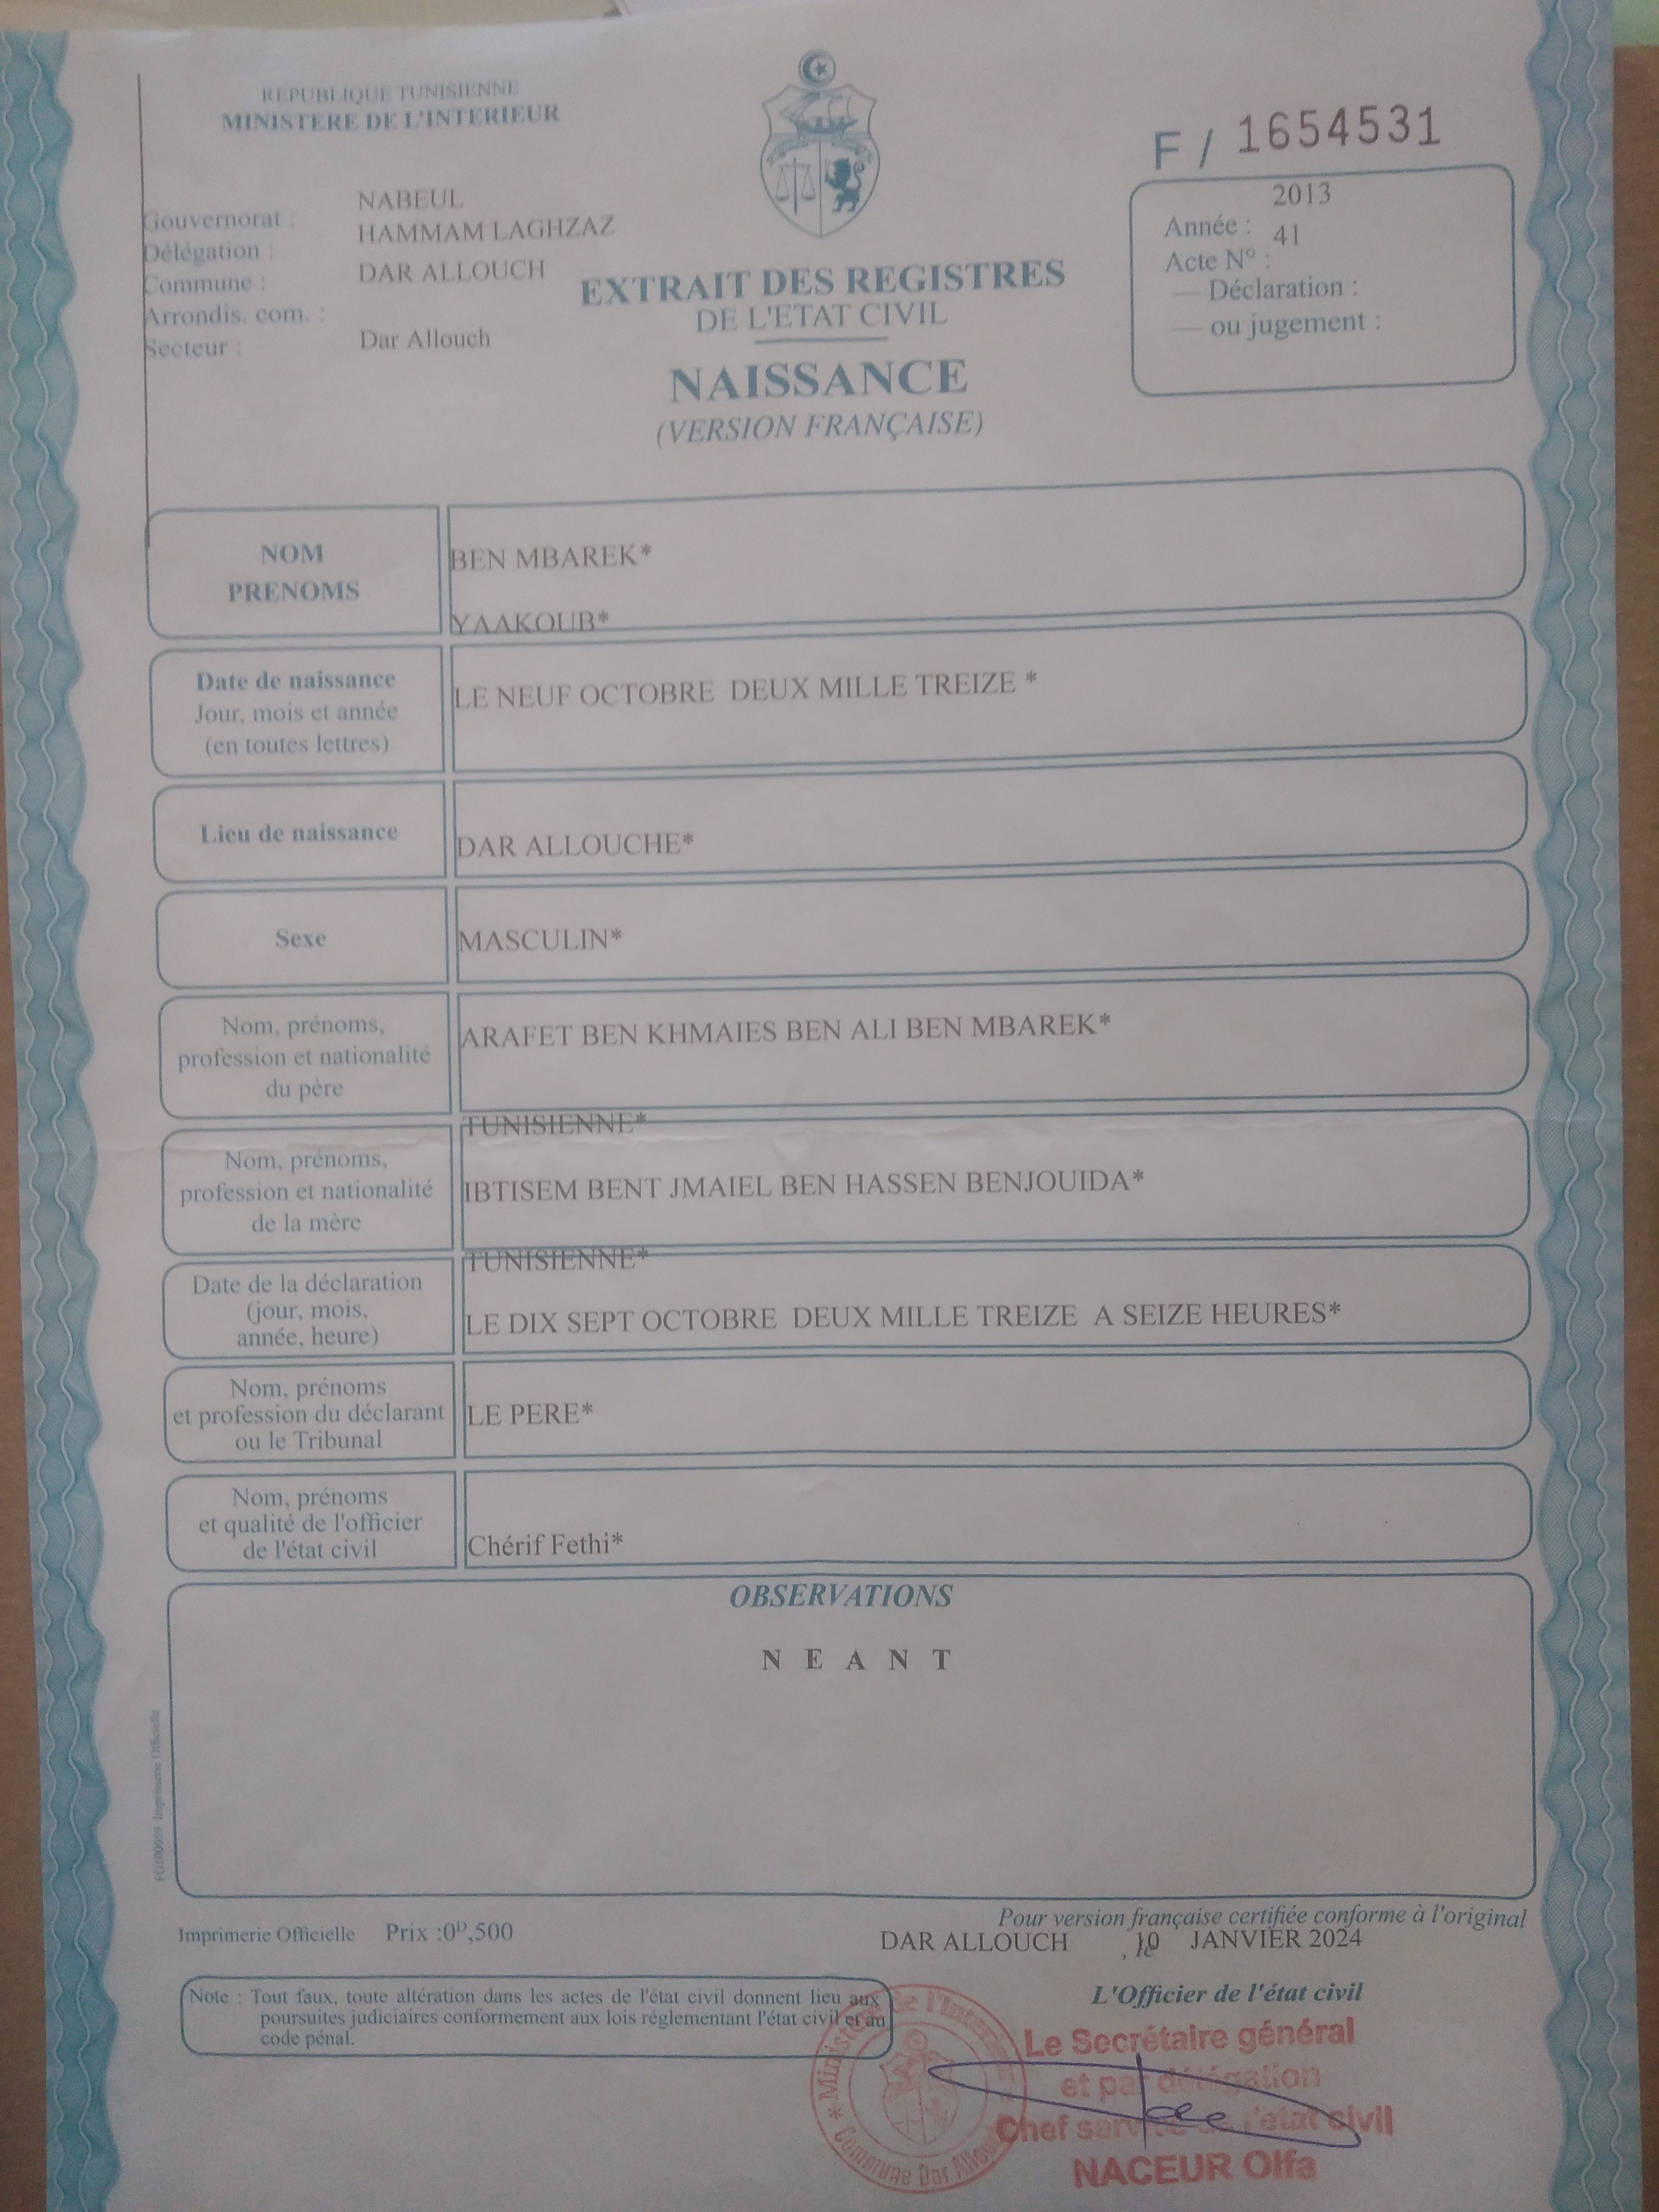 REPUBLIQUE TUNISIENNE
MINISTERE DE L'INTERIEUR
F / 1654531
Gouvernorat : NABEUL
Délégation : HAMMAM LAGHZAZ
Commune : DAR ALLOUCH
Arrondis. com. :
Secteur : Dar Allouch
2013
Année :
41
Acte N° :
— Déclaration :
— ou jugement :
EXTRAIT DES REGISTRES
DE L'ETAT CIVIL
NAISSANCE
(VERSION FRANÇAISE)
NOM
PRENOMS
BEN MBAREK*
YAAKOUB*
Date de naissance
Jour, mois et année
(en toutes lettres)
LE NEUF OCTOBRE DEUX MILLE TREIZE *
Lieu de naissance
DAR ALLOUCHE*
Sexe
MASCULIN*
Nom, prénoms,
profession et nationalité
du père
ARAFET BEN KHMAIES BEN ALI BEN MBAREK*
TUNISIENNE*
Nom, prénoms,
profession et nationalité
de la mère
IBTISEM BENT JMAIEL BEN HASSEN BENJOUIDA*
TUNISIENNE*
Date de la déclaration
(jour, mois,
année, heure)
LE DIX SEPT OCTOBRE DEUX MILLE TREIZE A SEIZE HEURES*
Nom, prénoms
et profession du déclarant
ou le Tribunal
LE PERE*
Nom, prénoms
et qualité de l'officier
de l'état civil
Chérif Fethi*
OBSERVATIONS
N E A N T
Imprimerie Officielle
Imprimerie Officielle Prix :0ᴰ,500
Pour version française certifiée conforme à l'original
DAR ALLOUCH , 10 JANVIER 2024
Note : Tout faux, toute altération dans les actes de l'état civil donnent lieu aux
poursuites judiciaires conformement aux lois réglementant l'état civil et au
code pénal.
L'Officier de l'état civil
Le Secrétaire général
et par délégation
Chef service de l'etat civil
NACEUR Olfa
* Ministère de l'Interieur
* Commune Dar Allouch